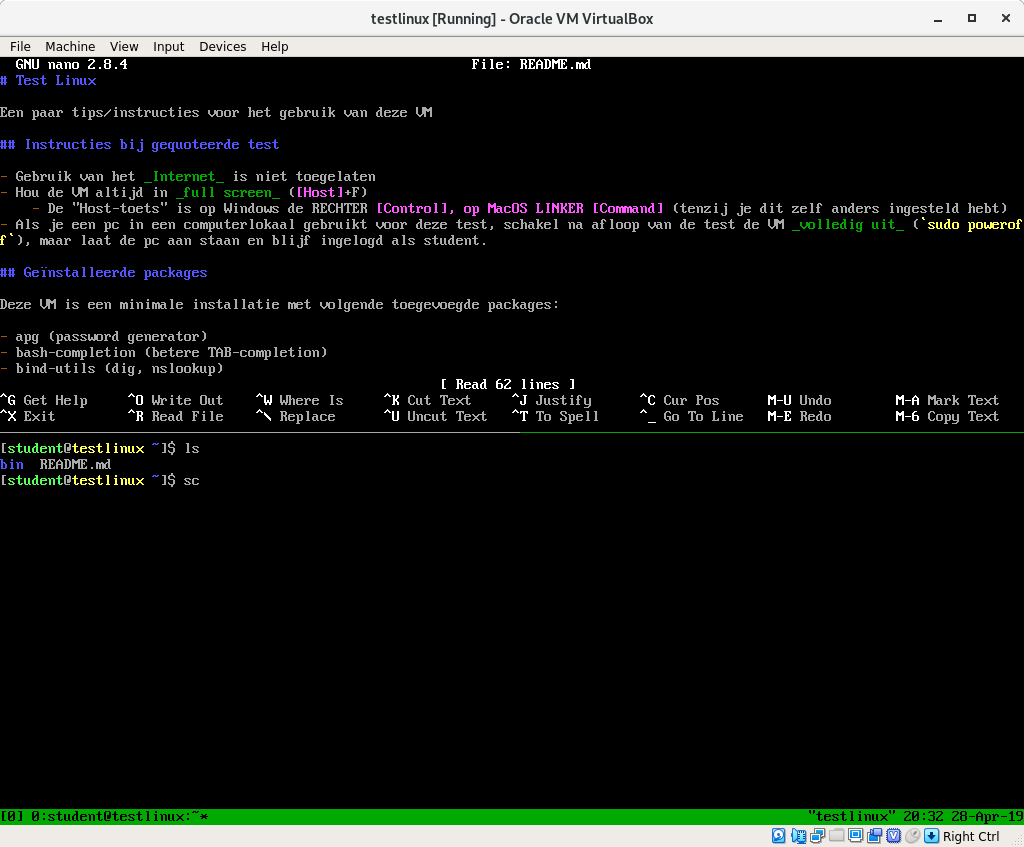 testlinux [Running] - Oracle VM VirtualBox
File Machine View Input Devices Help
GNU nano 2.8.4 File: README.md
# Test Linux
Een paar tips/instructies voor het gebruik van deze VM
## Instructies bij gequoteerde test
- Gebruik van het _Internet_ is niet toegelaten
- Hou de VM altijd in _full screen_ ([Host]+F)
- De "Host-toets" is op Windows de RECHTER [Control], op MacOS LINKER [Command] (tenzij je dit zelf anders ingesteld hebt)
- Als je een pc in een computerlokaal gebruikt voor deze test, schakel na afloop van de test de VM _volledig uit_ (`sudo powerof
f`), maar laat de pc aan staan en blijf ingelogd als student.
## Geïnstalleerde packages
Deze VM is een minimale installatie met volgende toegevoegde packages:
- apg (password generator)
- bash-completion (betere TAB-completion)
- bind-utils (dig, nslookup)
[ Read 62 lines ]
^G Get Help ^O Write Out ^W Where Is ^K Cut Text ^J Justify ^C Cur Pos M-U Undo M-A Mark Text
^X Exit ^R Read File ^\ Replace ^U Uncut Text ^T To Spell ^_ Go To Line M-E Redo M-6 Copy Text
[student@testlinux ~]$ ls
bin README.md
[student@testlinux ~]$ sc
[0] 0:student@testlinux:~* "testlinux" 20:32 28-Apr-19
Right Ctrl